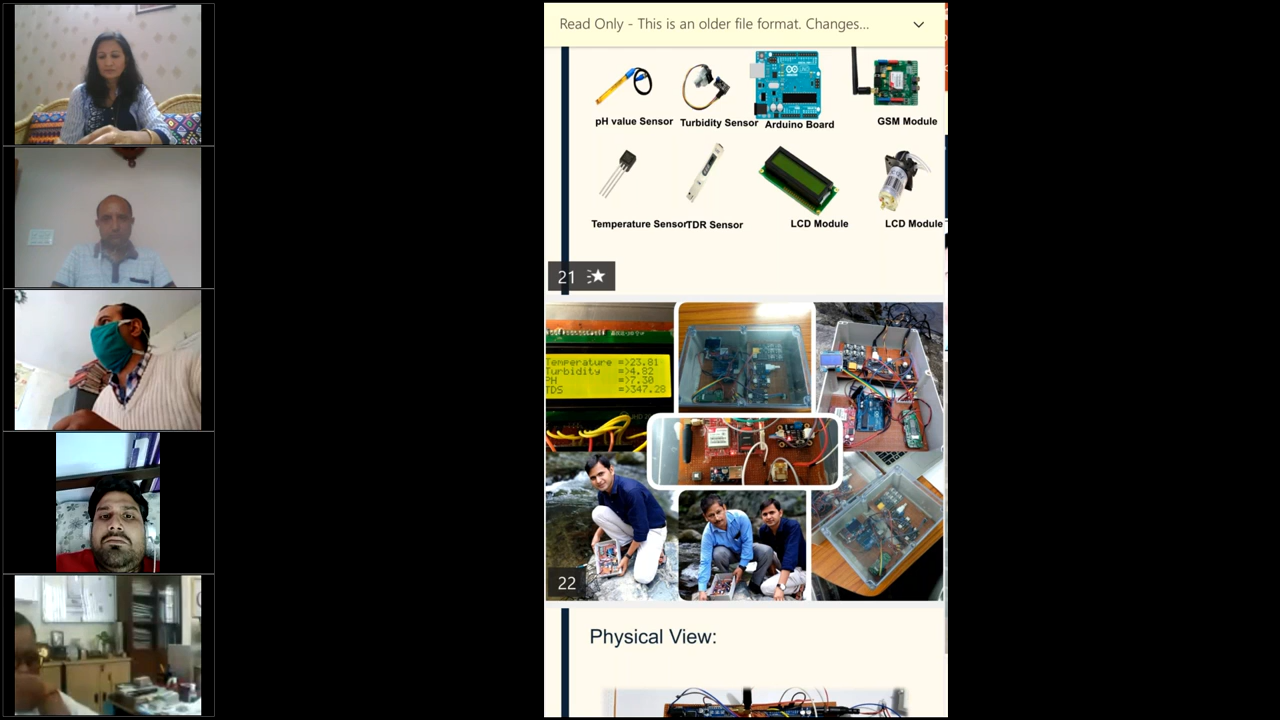 Read Only - This is an older file format. Changes...
pH value Sensor
Turbidity Sensor
Arduino Board
GSM Module
Temperature Sensor
TDR Sensor
LCD Module
LCD Module
21
Temperature =>23.81
Turbidity =>4.82
PH =>7.30
TDS =>347.28
22
Physical View: